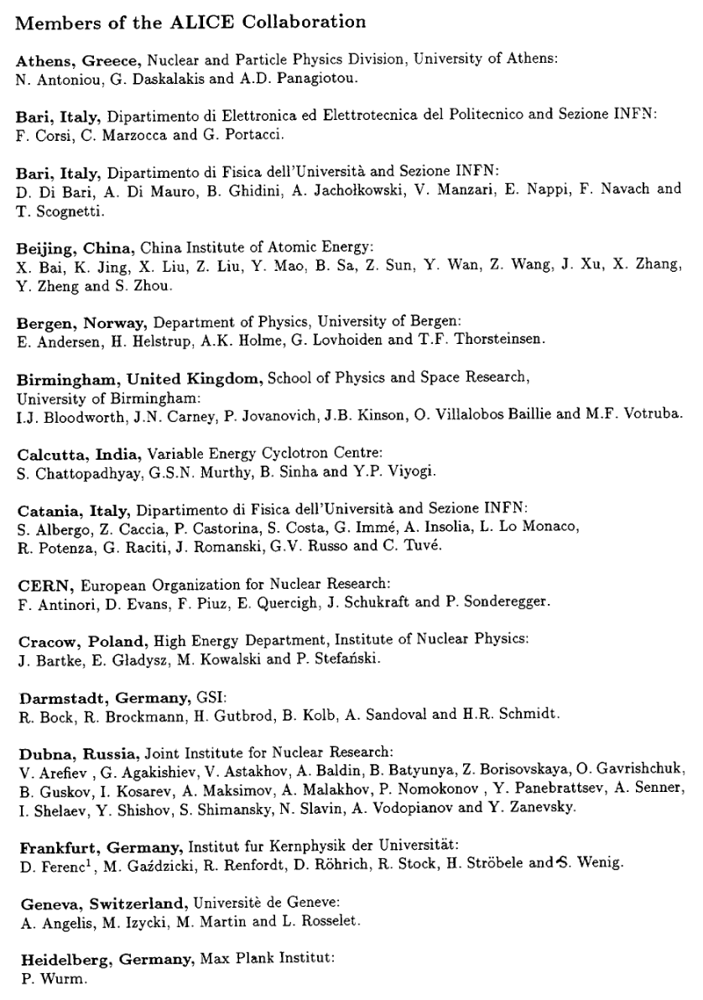 Members of the ALICE Collaboration
Athens, Greece, Nuclear and Particle Physics Division, University of Athens:
N. Antoniou, G. Daskalakis and A.D. Panagiotou.
Bari, Italy, Dipartimento di Elettronica ed Elettrotecnica del Politecnico and Sezione INFN:
F. Corsi, C. Marzocca and G. Portacci.
Bari, Italy, Dipartimento di Fisica dell'Università and Sezione INFN:
D. Di Bari, A. Di Mauro, B. Ghidini, A. Jachołkowski, V. Manzari, E. Nappi, F. Navach and
T. Scognetti.
Beijing, China, China Institute of Atomic Energy:
X. Bai, K. Jing, X. Liu, Z. Liu, Y. Mao, B. Sa, Z. Sun, Y. Wan, Z. Wang, J. Xu, X. Zhang,
Y. Zheng and S. Zhou.
Bergen, Norway, Department of Physics, University of Bergen:
E. Andersen, H. Helstrup, A.K. Holme, G. Lovhoiden and T.F. Thorsteinsen.
Birmingham, United Kingdom, School of Physics and Space Research,
University of Birmingham:
I.J. Bloodworth, J.N. Carney, P. Jovanovich, J.B. Kinson, O. Villalobos Baillie and M.F. Votruba.
Calcutta, India, Variable Energy Cyclotron Centre:
S. Chattopadhyay, G.S.N. Murthy, B. Sinha and Y.P. Viyogi.
Catania, Italy, Dipartimento di Fisica dell'Università and Sezione INFN:
S. Albergo, Z. Caccia, P. Castorina, S. Costa, G. Immé, A. Insolia, L. Lo Monaco,
R. Potenza, G. Raciti, J. Romanski, G.V. Russo and C. Tuvé.
CERN, European Organization for Nuclear Research:
F. Antinori, D. Evans, F. Piuz, E. Quercigh, J. Schukraft and P. Sonderegger.
Cracow, Poland, High Energy Department, Institute of Nuclear Physics:
J. Bartke, E. Gładysz, M. Kowalski and P. Stefański.
Darmstadt, Germany, GSI:
R. Bock, R. Brockmann, H. Gutbrod, B. Kolb, A. Sandoval and H.R. Schmidt.
Dubna, Russia, Joint Institute for Nuclear Research:
V. Arefiev , G. Agakishiev, V. Astakhov, A. Baldin, B. Batyunya, Z. Borisovskaya, O. Gavrishchuk,
B. Guskov, I. Kosarev, A. Maksimov, A. Malakhov, P. Nomokonov , Y. Panebrattsev, A. Senner,
I. Shelaev, Y. Shishov, S. Shimansky, N. Slavin, A. Vodopianov and Y. Zanevsky.
Frankfurt, Germany, Institut fur Kernphysik der Universität:
D. Ferenc¹, M. Gaździcki, R. Renfordt, D. Röhrich, R. Stock, H. Ströbele and S. Wenig.
Geneva, Switzerland, Universitè de Geneve:
A. Angelis, M. Izycki, M. Martin and L. Rosselet.
Heidelberg, Germany, Max Plank Institut:
P. Wurm.